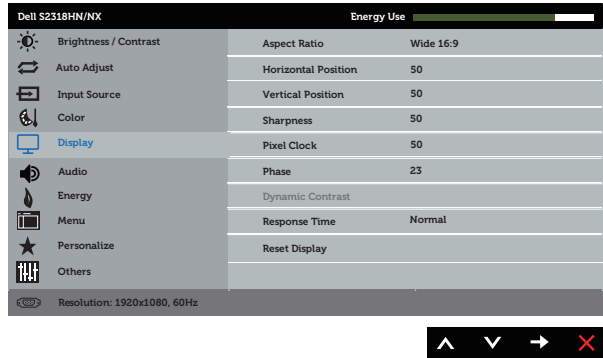 Dell S2318HN/NX Energy Use
Brightness / Contrast
Auto Adjust
Input Source
Color
Display
Audio
Energy
Menu
Personalize
Others
Aspect Ratio Wide 16:9
Horizontal Position 50
Vertical Position 50
Sharpness 50
Pixel Clock 50
Phase 23
Dynamic Contrast
Response Time Normal
Reset Display
Resolution: 1920x1080, 60Hz